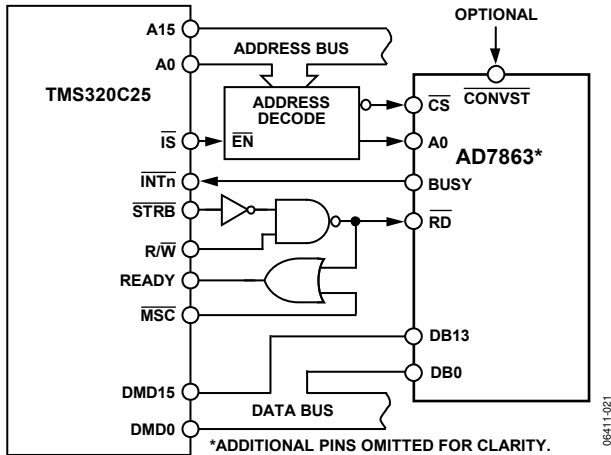 OPTIONAL
A15
ADDRESS BUS
A0
TMS320C25
ADDRESS DECODE
CS
CONVST
IS
EN
A0
AD7863*
INTn
BUSY
STRB
RD
R/W
READY
MSC
DB13
DB0
DMD15
DATA BUS
DMD0
*ADDITIONAL PINS OMITTED FOR CLARITY.
06411-021